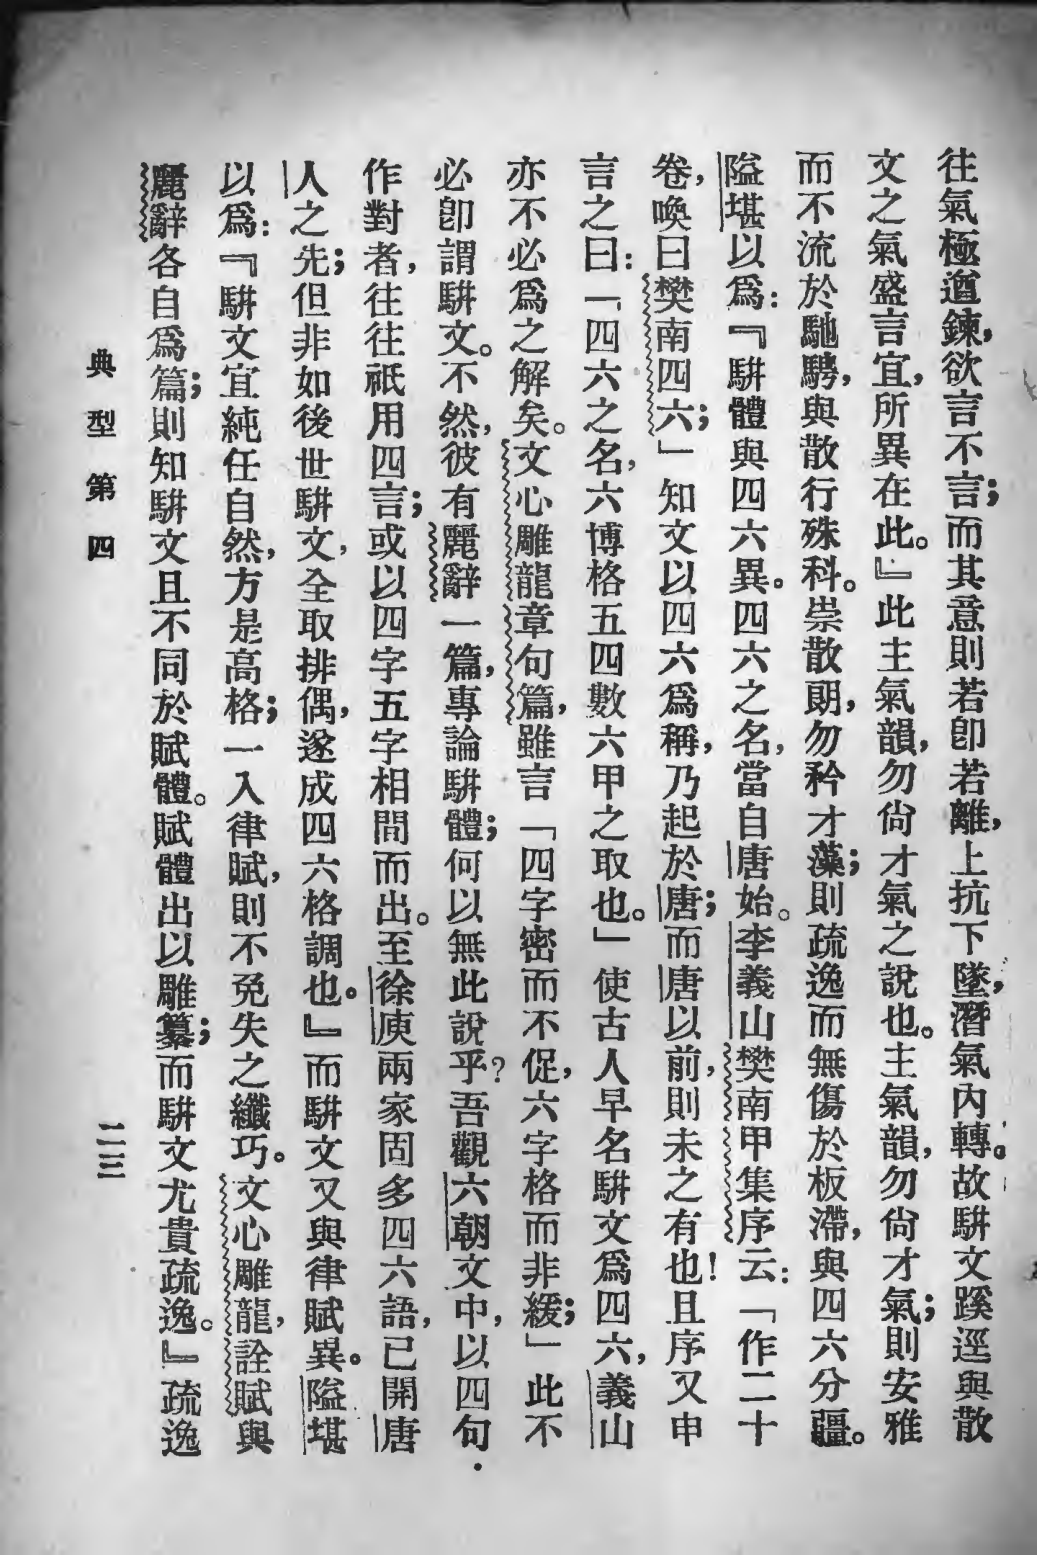 往氣極遒鍊，欲言不言；而其意則若卽若離，上抗下墜，潛氣內轉。故駢文蹊逕與散
文之氣盛言宜，所異在此。』此主氣韻，勿尙才氣之說也。主氣韻，勿尙才氣；則安雅
而不流於馳騁，與散行殊科。崇散朗，勿矜才藻；則疏逸而無傷於板滯，與四六分疆。
隘堪以爲：『駢體與四六異。四六之名，當自唐始。李義山樊南甲集序云：「作二十
卷，喚曰樊南四六；」知文以四六爲稱，乃起於唐；而唐以前，則未之有也！且序又申
言之曰：「四六之名，六博格五四數六甲之取也。」使古人早名駢文爲四六，義山
亦不必爲之解矣。文心雕龍章句篇，雖言「四字密而不促，六字格而非緩；」此不
必卽謂駢文。不然，彼有麗辭一篇，專論駢體；何以無此說乎？吾觀六朝文中，以四句
作對者，往往祇用四言；或以四字五字相間而出。至徐庾兩家固多四六語，已開唐
人之先；但非如後世駢文，全取排偶，遂成四六格調也。』而駢文又與律賦異。隘堪
以爲：『駢文宜純任自然，方是高格；一入律賦，則不免失之纖巧。文心雕龍，詮賦與
麗辭各自爲篇；則知駢文且不同於賦體。賦體出以雕纂；而駢文尤貴疏逸。』疏逸
典型第四
二三